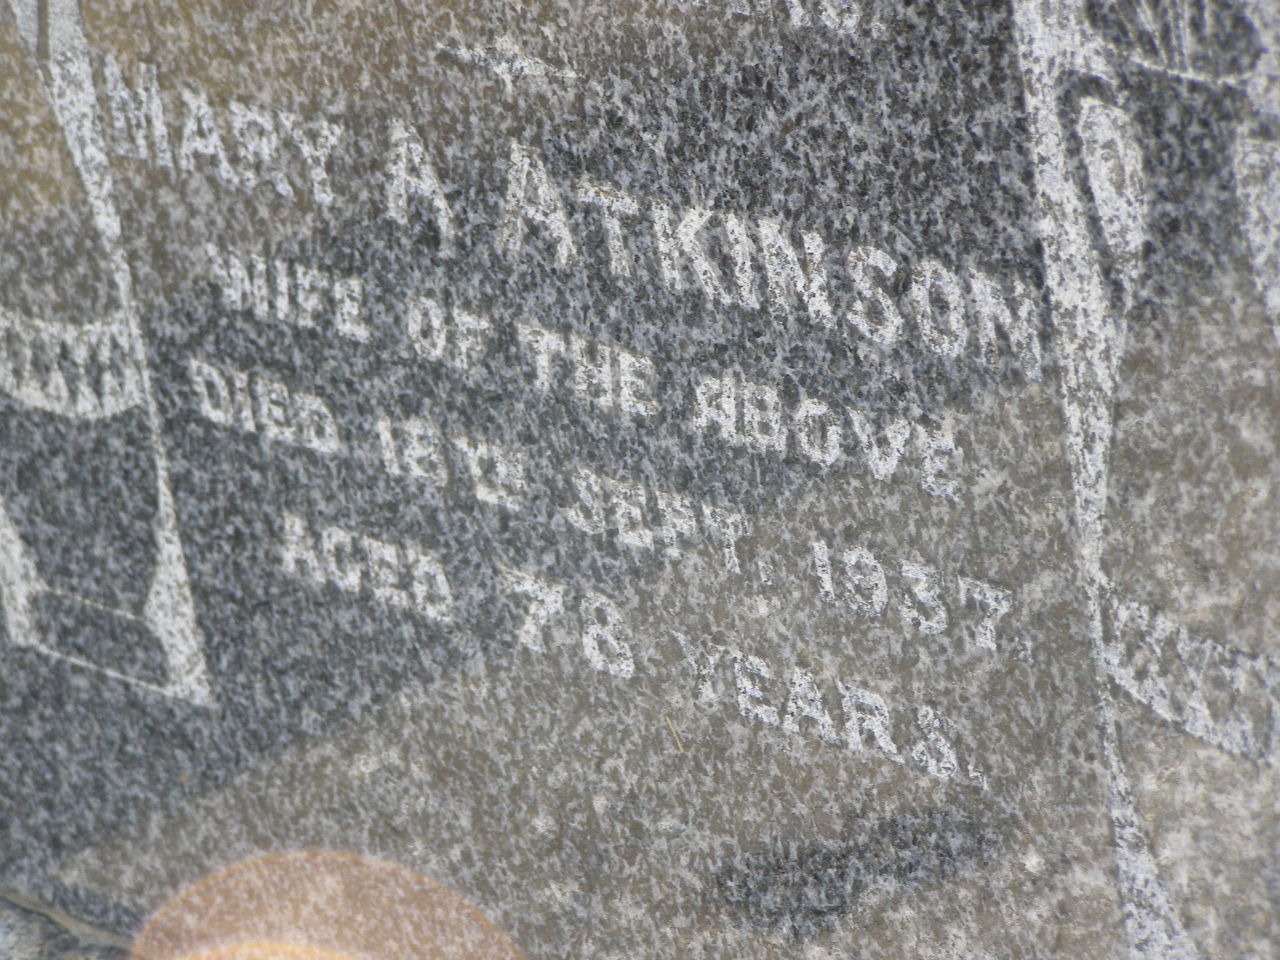 MARY A ATKINSON
WIFE OF THE ABOVE
DIED 18TH SEPT. 1937
AGED 78 YEARS.